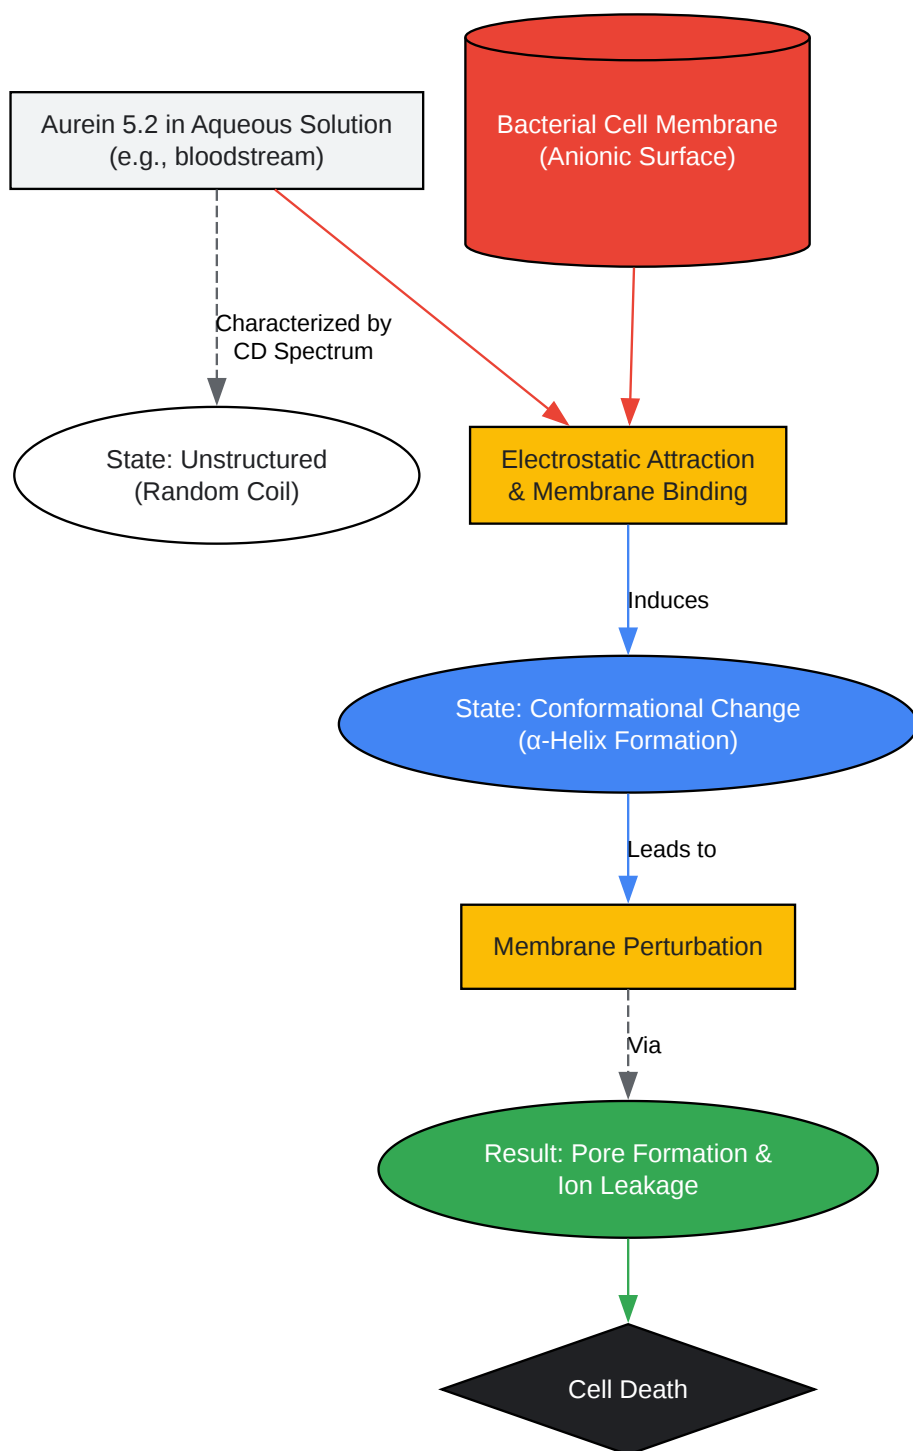 Aurein 5.2 in Aqueous Solution
(e.g., bloodstream)
Bacterial Cell Membrane
(Anionic Surface)
Characterized by
CD Spectrum
State: Unstructured
(Random Coil)
Electrostatic Attraction
& Membrane Binding
Induces
State: Conformational Change
(α-Helix Formation)
Leads to
Membrane Perturbation
Via
Result: Pore Formation &
Ion Leakage
Cell Death